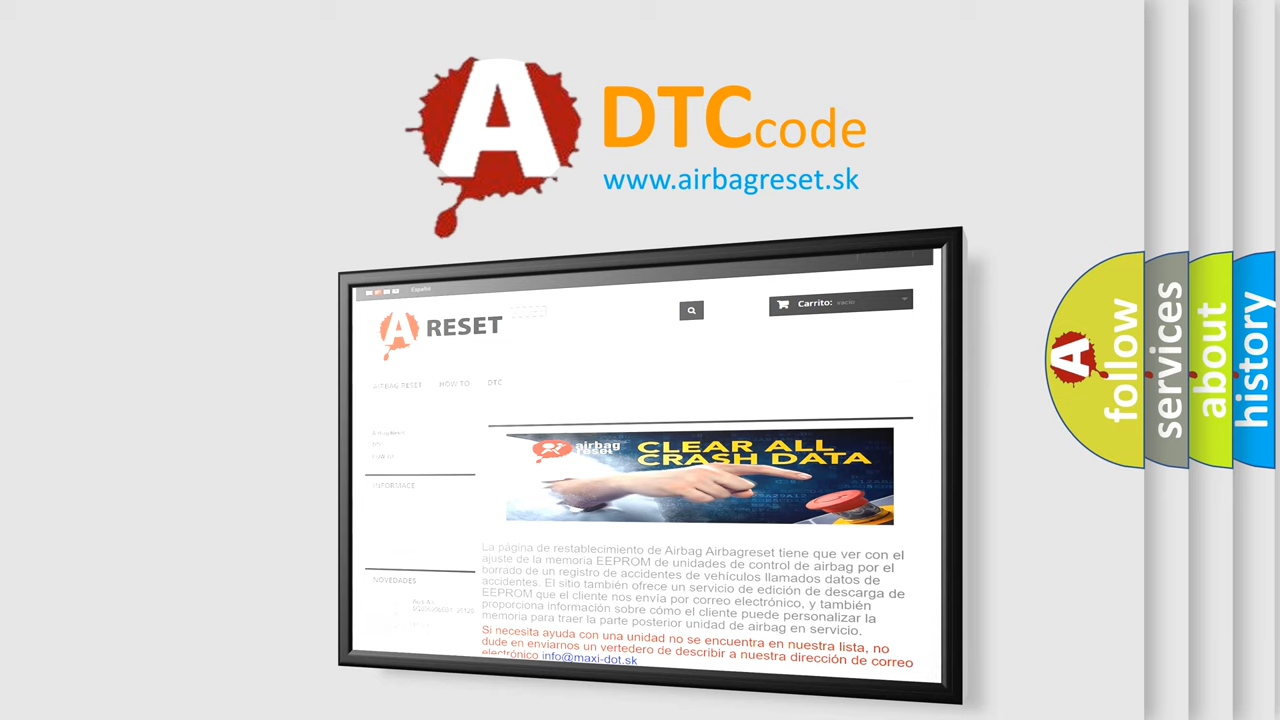 A
DTCcode
www.airbagreset.sk
Español
A RESET
Carrito: vacío
AIRBAG RESET HOW TO DTC
INFORMACE
airbag
reset
CLEAR ALL
CRASH DATA
La página de restablecimiento de Airbag Airbagreset tiene que ver con el
ajuste de la memoria EEPROM de unidades de control de airbag por el
borrado de un registro de accidentes de vehículos llamados datos de
accidentes. El sitio también ofrece un servicio de edición de descarga de
EEPROM que el cliente nos envía por correo electrónico, y también
proporciona información sobre cómo el cliente puede personalizar la
memoria para traer la parte posterior unidad de airbag en servicio.
NOVEDADES
Si necesita ayuda con una unidad no se encuentra en nuestra lista, no
dude en enviarnos un vertedero de describir a nuestra dirección de correo
electrónico info@maxi-dot.sk
A
follow
services
about
history